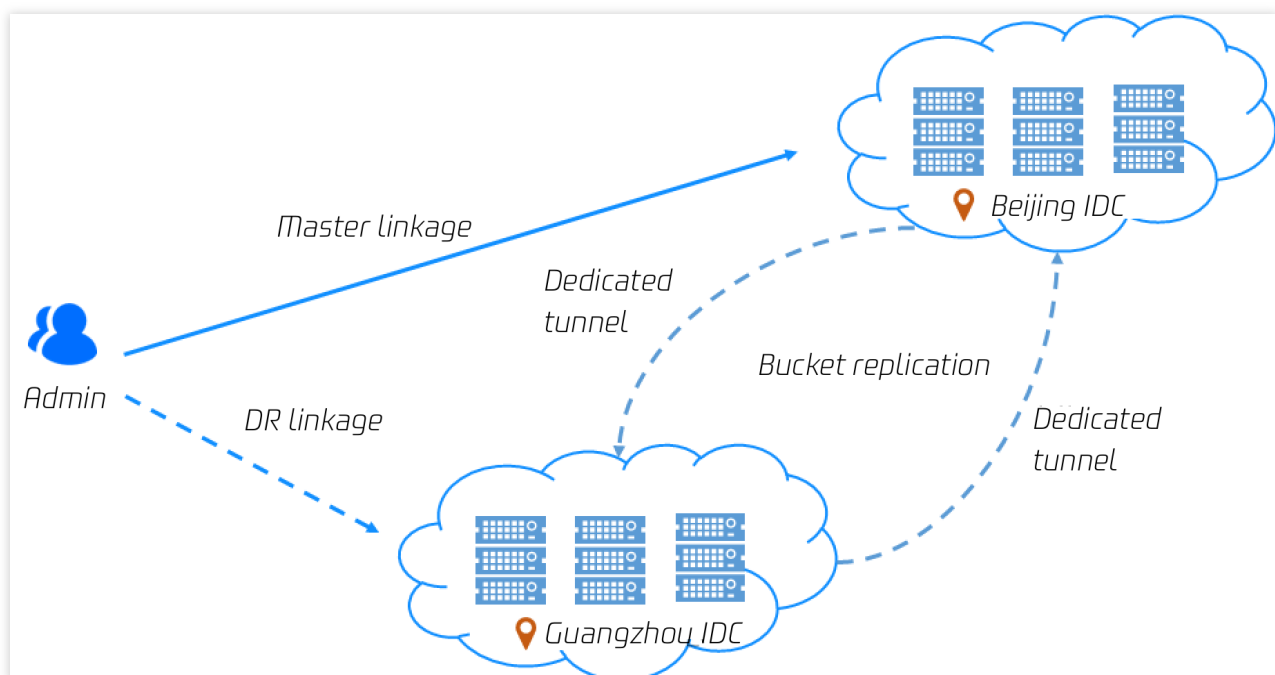 Beijing IDC
Master linkage
Dedicated
tunnel
Bucket replication
Admin
DR linkage
Dedicated
tunnel
Guangzhou IDC